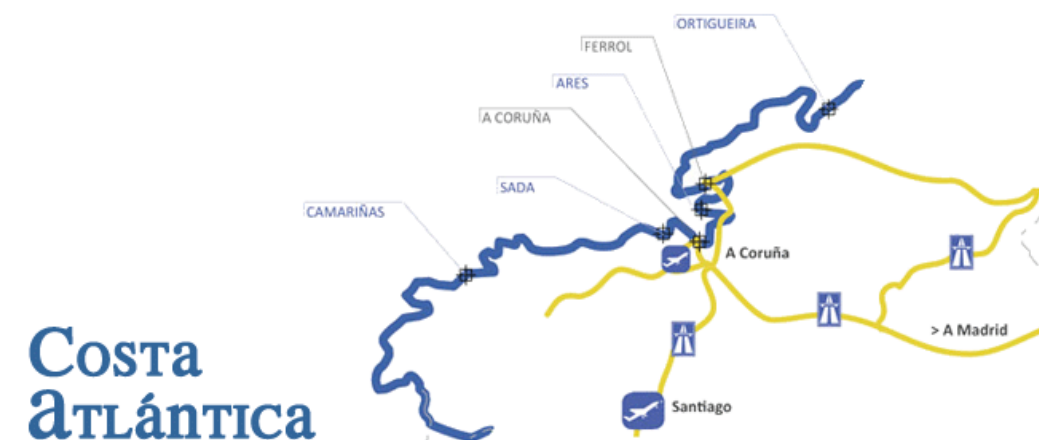 ORTIGUEIRA
FERROL
ARES
A CORUÑA
SADA
CAMARIÑAS
A Coruña
> A Madrid
Costa
atlántica
Santiago